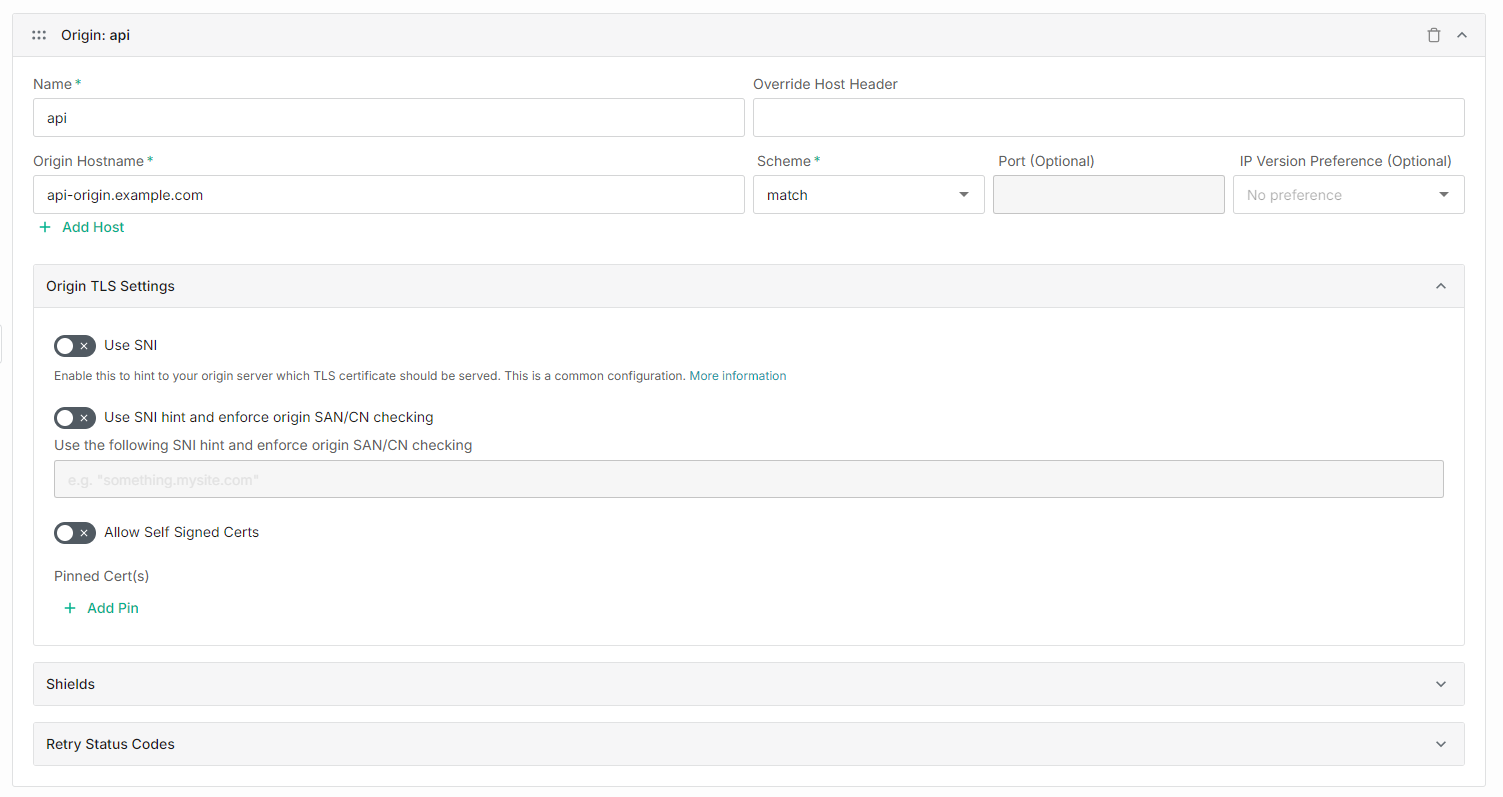 Origin: api
Name *
Override Host Header
api
Origin Hostname *
Scheme *
Port (Optional)
IP Version Preference (Optional)
api-origin.example.com
match
No preference
+ Add Host
Origin TLS Settings
Use SNI
Enable this to hint to your origin server which TLS certificate should be served. This is a common configuration. More information
Use SNI hint and enforce origin SAN/CN checking
Use the following SNI hint and enforce origin SAN/CN checking
e.g. "something.mysite.com"
Allow Self Signed Certs
Pinned Cert(s)
+ Add Pin
Shields
Retry Status Codes